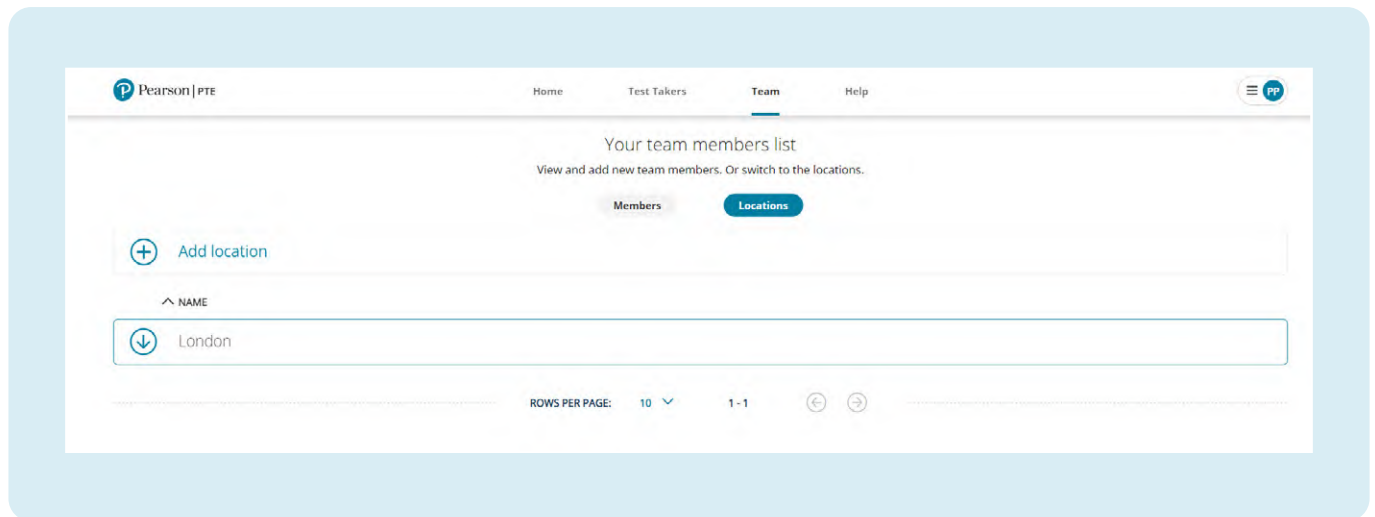 Pearson | PTE Home Test Takers Team Help PP
Your team members list
View and add new team members. Or switch to the locations.
Members Locations
Add location
NAME
London
ROWS PER PAGE: 10 1 - 1